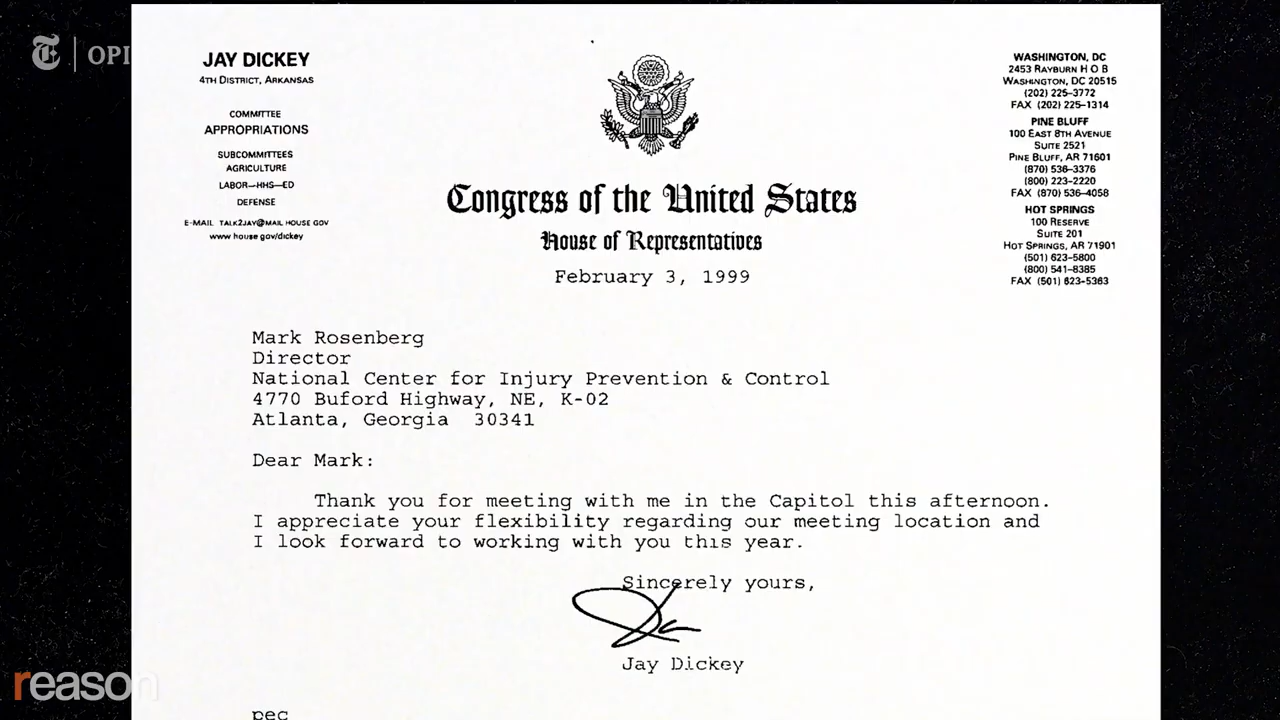 T | OPI
JAY DICKEY
4TH DISTRICT, ARKANSAS
COMMITTEE
APPROPRIATIONS
SUBCOMMITTEES
AGRICULTURE
LABOR—HHS—ED
DEFENSE
E-MAIL TALK2JAY@MAIL HOUSE GOV
www house gov/dickey
Congress of the United States
House of Representatives
February 3, 1999
WASHINGTON, DC
2453 RAYBURN H O B
WASHINGTON, DC 20515
(202) 225–3772
FAX (202) 225–1314
PINE BLUFF
100 EAST 8TH AVENUE
SUITE 2521
PINE BLUFF, AR 71601
(870) 536–3376
(800) 223–2220
FAX (870) 536–4058
HOT SPRINGS
100 RESERVE
SUITE 201
HOT SPRINGS, AR 71901
(501) 623–5800
(800) 541–8385
FAX (501) 623–5363
Mark Rosenberg
Director
National Center for Injury Prevention & Control
4770 Buford Highway, NE, K-02
Atlanta, Georgia 30341
Dear Mark:
Thank you for meeting with me in the Capitol this afternoon.
I appreciate your flexibility regarding our meeting location and
I look forward to working with you this year.
Sincerely yours,
Jay Dickey
pec
reason